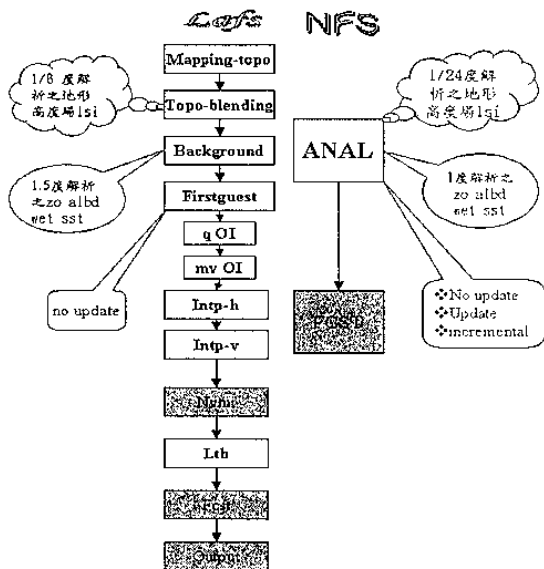 Lafs NFS
Mapping-topo
1/6 度解
析之地形
高度場lsi
Topo-blending
1/24度解
析之地形
高度場lsi
Background
ANAL
1.5度解析
之zo albd
wet sst
Firstguest
1度解析之
zo albd
wet sst
q OI
mv OI
no update
Intp-h
No update
Update
incremental
Intp-v
Lth
Output